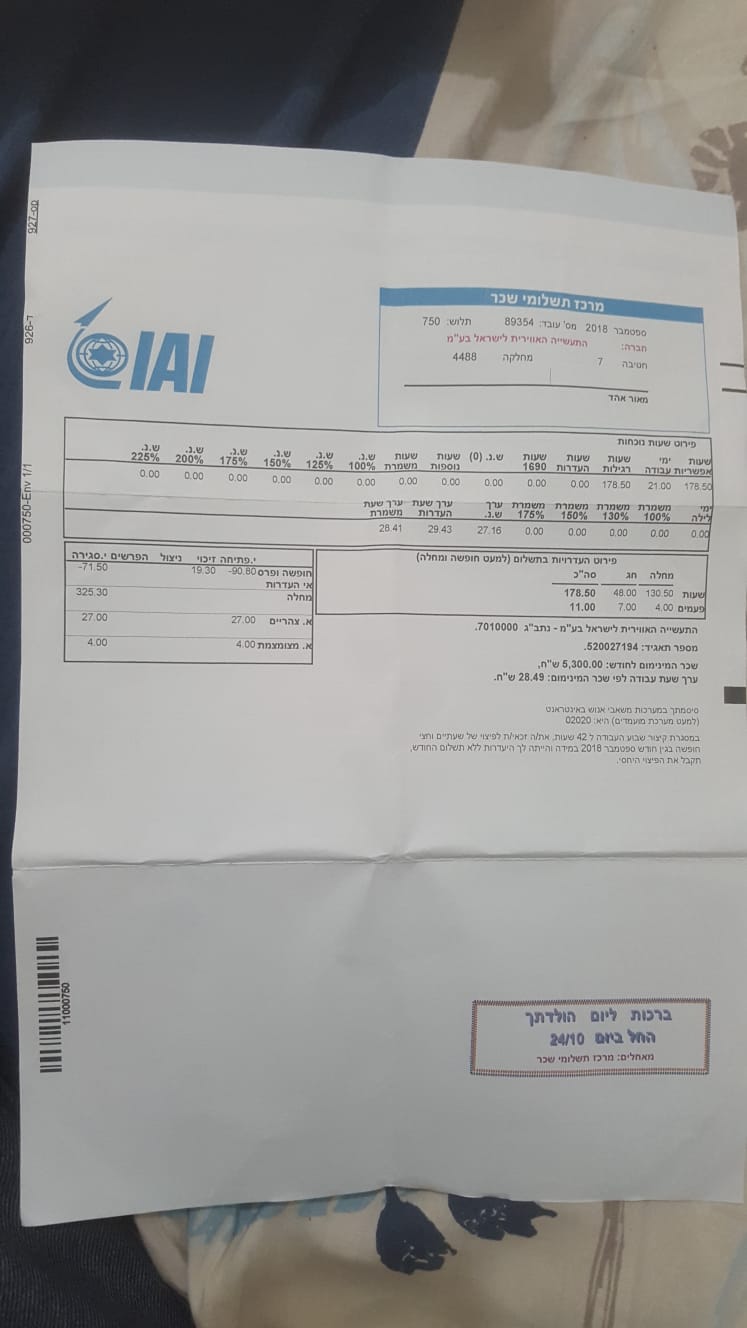 מרכז תשלומי שכר
ספטמבר 2018 מס' עובד: 89354 תלוש: 750
חברה: התעשייה האווירית לישראל בע"מ
חטיבה 7 מחלקה 4488
מאור אהד
IAI
פירוט שעות נוכחות
שעות אפשריות ימי עבודה שעות רגילות שעות העדרות שעות 1690 ש.נ. (0) שעות נוספות שעות משמרת ש.נ. 100% ש.נ. 125% ש.נ. 150% ש.נ. 175% ש.נ. 200% ש.נ. 225%
178.50 21.00 178.50 0.00 0.00 0.00 0.00 0.00 0.00 0.00 0.00 0.00 0.00 0.00
ימי לילה משמרת 100% משמרת 130% משמרת 150% משמרת 175% ערך ש.נ. ערך שעת העדרות ערך שעת משמרת
0.00 0.00 0.00 0.00 0.00 27.16 29.43 28.41
פירוט העדרויות בתשלום (למעט חופשה ומחלה)
מחלה חג סה"כ
שעות 130.50 48.00 178.50
פעמים 4.00 7.00 11.00
י.פתיחה זיכוי ניצול הפרשים י.סגירה
חופשה ופרס -90.80 19.30 -71.50
אי העדרות
מחלה 325.30
א. צהריים 27.00 27.00
א. מצומצמת 4.00 4.00
התעשייה האווירית לישראל בע"מ - נתב"ג 7010000.
מספר תאגיד: 520027194.
שכר המינימום לחודש: 5,300.00 ש"ח,
ערך שעת עבודה לפי שכר המינימום: 28.49 ש"ח.
סיסמתך במערכות משאבי אנוש באינטראנט
(למעט מערכת מועמדים) היא: 02020
במסגרת קיצור שבוע העבודה ל 42 שעות, את/ה זכאי/ת לפיצוי של שעתיים וחצי
חופשה בגין חודש ספטמבר 2018 במידה והייתה לך היעדרות ללא תשלום החודש,
תקבל את הפיצוי היחסי.
ברכות ליום הולדתך
החל ביום 24/10
מאחלים: מרכז תשלומי שכר
טס-927
ד-926
000750-Env 1/1
11000750